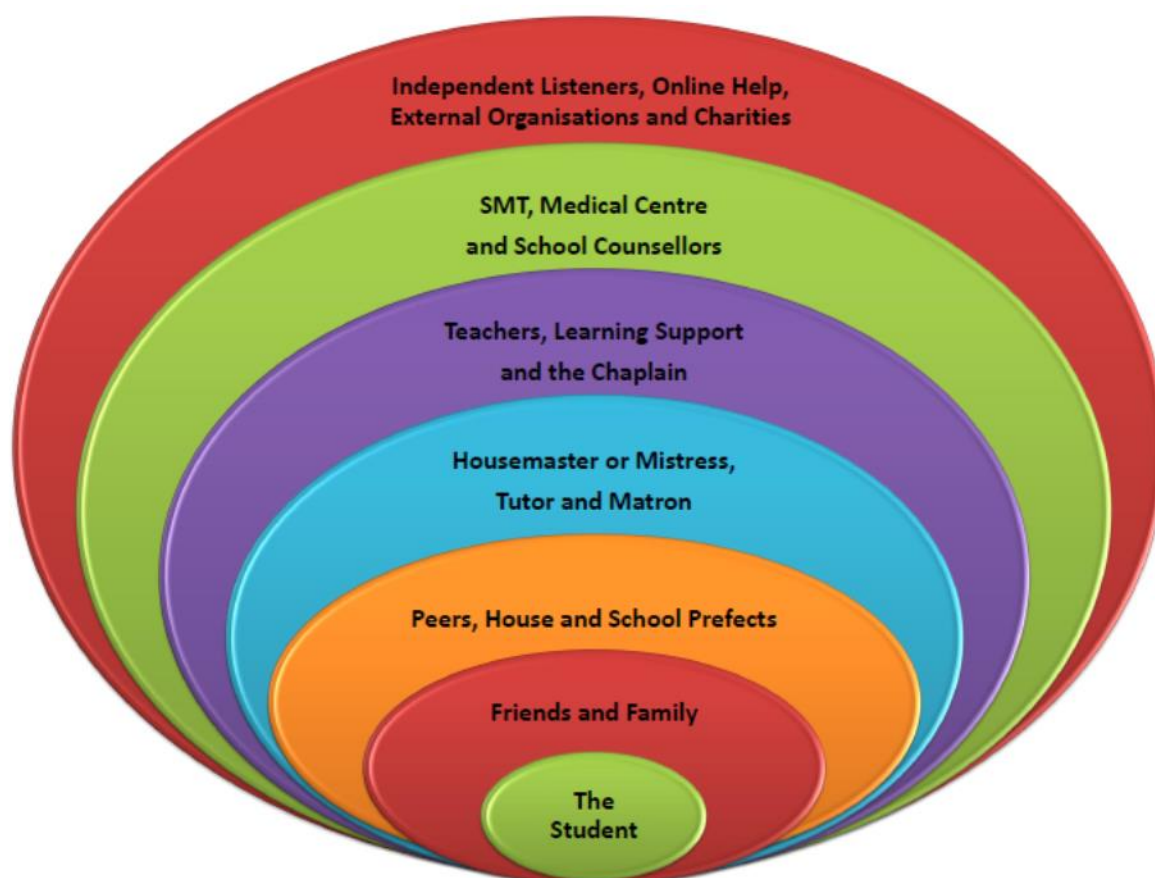 Independent Listeners, Online Help,
External Organisations and Charities
SMT, Medical Centre
and School Counsellors
Teachers, Learning Support
and the Chaplain
Housemaster or Mistress,
Tutor and Matron
Peers, House and School Prefects
Friends and Family
The
Student